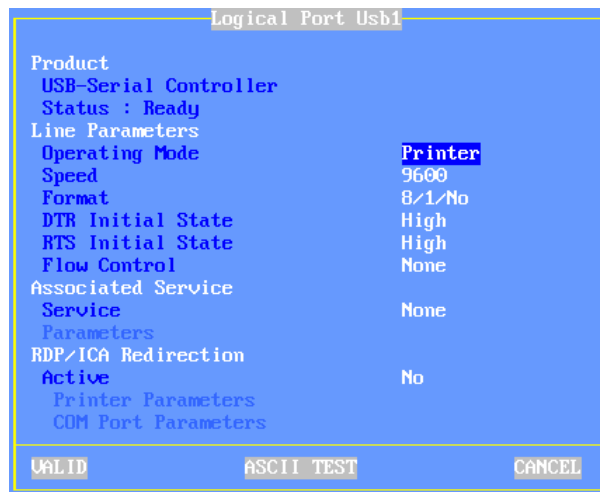 Logical Port Usb1
Product
USB-Serial Controller
Status : Ready
Line Parameters
Operating Mode Printer
Speed 9600
Format 8/1/No
DTR Initial State High
RTS Initial State High
Flow Control None
Associated Service
Service None
Parameters
RDP/ICA Redirection
Active No
Printer Parameters
COM Port Parameters
VALID ASCII TEST CANCEL